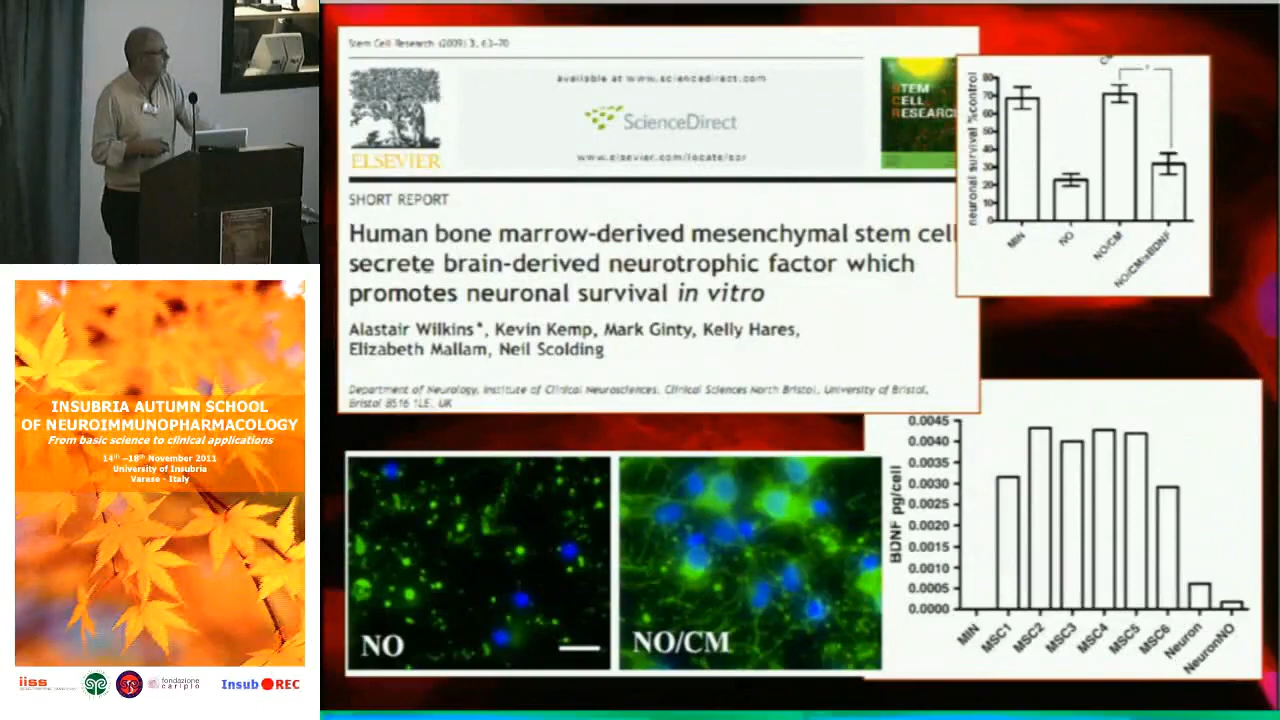 INSUBRIA AUTUMN SCHOOL
OF NEUROIMMUNOPHARMACOLOGY
From basic science to clinical applications
14th -18th November 2011
University of Insubria
Varese - Italy
iiss
fondazione
cariplo
InsubREC
Stem Cell Research (2009) 3, 63-70
available at www.sciencedirect.com
ScienceDirect
www.elsevier.com/locate/scr
ELSEVIER
STEM
CELL
RESEARCH
SHORT REPORT
Human bone marrow-derived mesenchymal stem cell
secrete brain-derived neurotrophic factor which
promotes neuronal survival in vitro
Alastair Wilkins*, Kevin Kemp, Mark Ginty, Kelly Hares,
Elizabeth Mallam, Neil Scolding
Department of Neurology, Institute of Clinical Neurosciences, Clinical Sciences North Bristol, University of Bristol,
Bristol BS16 1LE, UK
neuronal survival %control
80
70
60
50
40
30
20
10
0
*
MIN
NO
NO/CM
NO/CM/αBDNF
NO
NO/CM
BDNF pg/cell
0.0045
0.0035
0.0030
0.0025
0.0015
0.0010
0.0005
0.0000
MIN
MSC1
MSC2
MSC3
MSC4
MSC5
MSC6
Neuron
NeuronNO